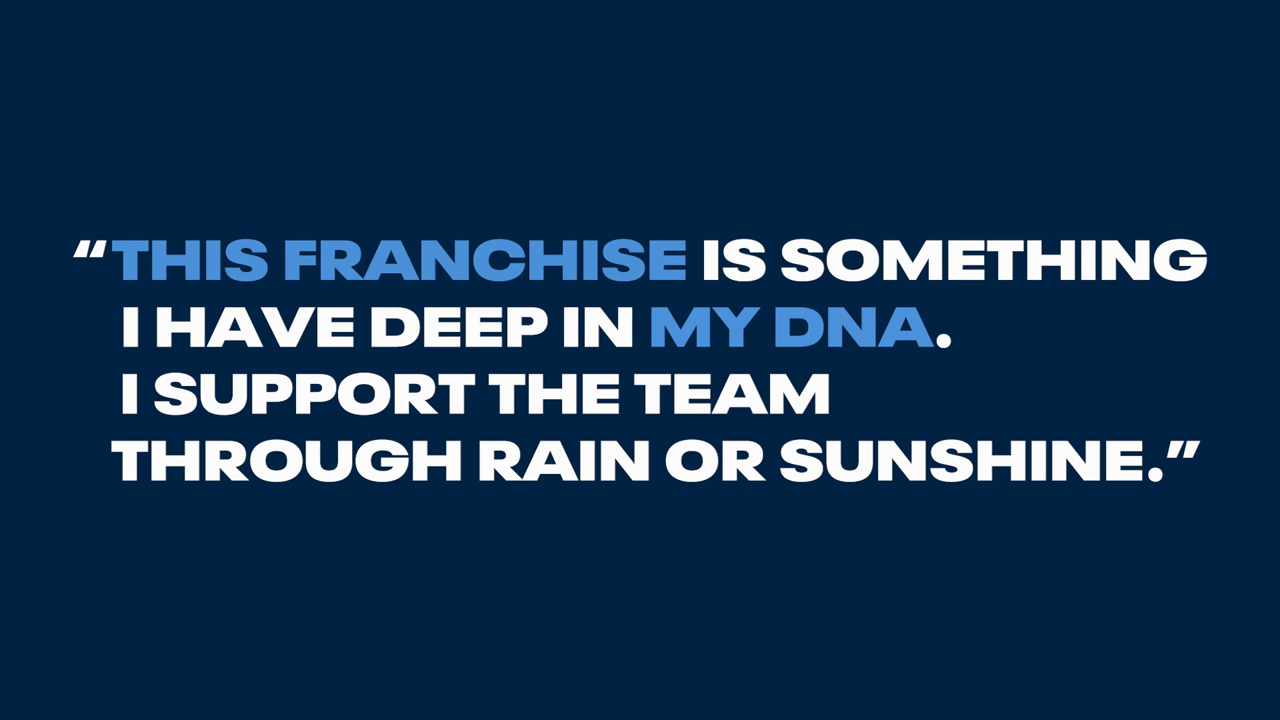 “THIS FRANCHISE IS SOMETHING
I HAVE DEEP IN MY DNA.
I SUPPORT THE TEAM
THROUGH RAIN OR SUNSHINE.”